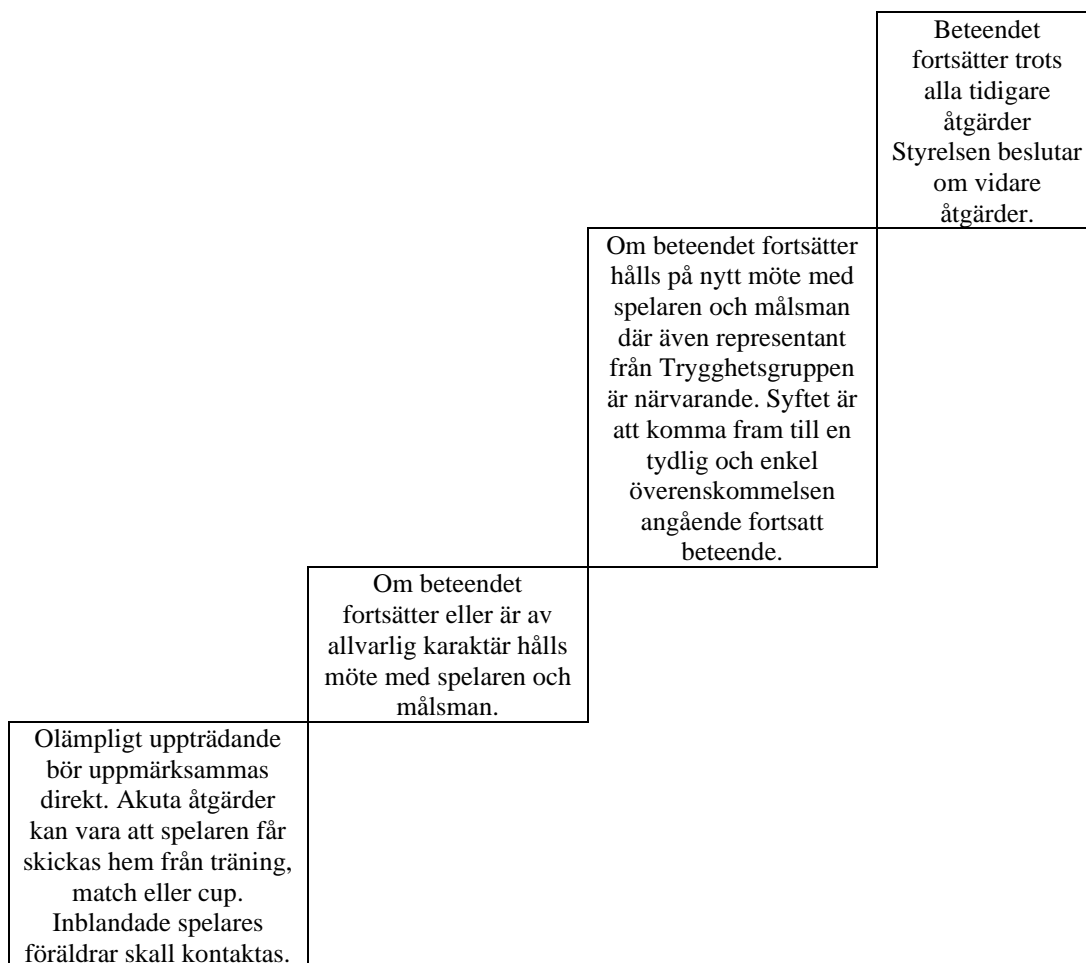 Beteendet
fortsätter trots
alla tidigare
åtgärder
Styrelsen beslutar
om vidare
åtgärder.
Om beteendet fortsätter
hålls på nytt möte med
spelaren och målsman
där även representant
från Trygghetsgruppen
är närvarande. Syftet är
att komma fram till en
tydlig och enkel
överenskommelsen
angående fortsatt
beteende.
Om beteendet
fortsätter eller är av
allvarlig karaktär hålls
möte med spelaren och
målsman.
Olämpligt uppträdande
bör uppmärksammas
direkt. Akuta åtgärder
kan vara att spelaren får
skickas hem från träning,
match eller cup.
Inblandade spelares
föräldrar skall kontaktas.